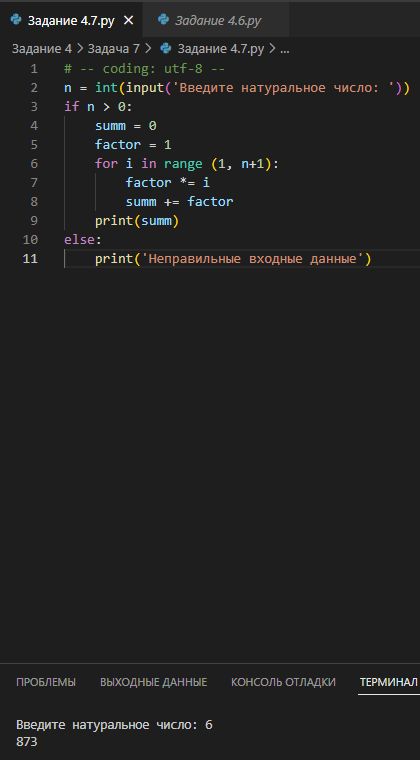 Задание 4.7.py × Задание 4.6.py
Задание 4 > Задача 7 > Задание 4.7.py > ...
1 # -- coding: utf-8 --
2 n = int(input('Введите натуральное число: '))
3 if n > 0:
4 summ = 0
5 factor = 1
6 for i in range (1, n+1):
7 factor *= i
8 summ += factor
9 print(summ)
10 else:
11 print('Неправильные входные данные')
ПРОБЛЕМЫ ВЫХОДНЫЕ ДАННЫЕ КОНСОЛЬ ОТЛАДКИ ТЕРМИНАЛ
Введите натуральное число: 6
873